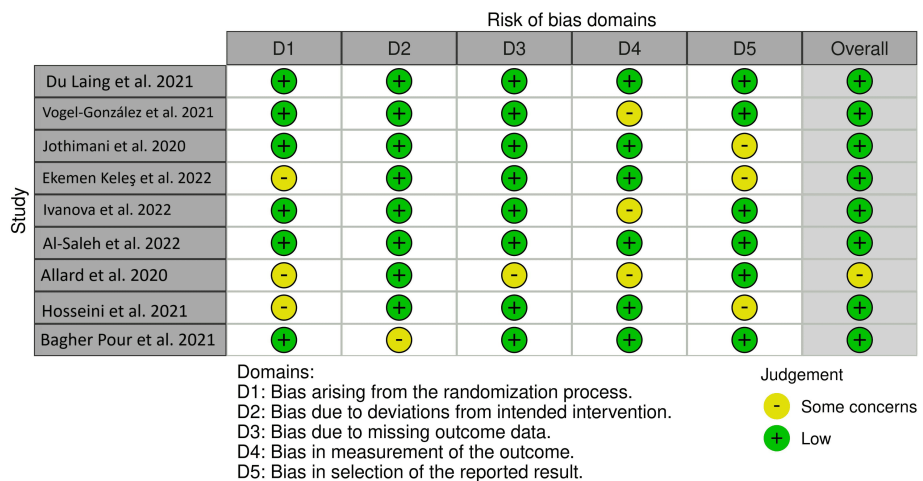 Risk of bias domains
D1 D2 D3 D4 D5 Overall
Study
Du Laing et al. 2021 + + + + + +
Vogel-González et al. 2021 + + + - + +
Jothimani et al. 2020 + + + + - +
Ekemen Keleş et al. 2022 - + + + - +
Ivanova et al. 2022 + + + - + +
Al-Saleh et al. 2022 + + + + + +
Allard et al. 2020 - + - - + -
Hosseini et al. 2021 - + + + - +
Bagher Pour et al. 2021 + - + + + +
Domains:
D1: Bias arising from the randomization process.
D2: Bias due to deviations from intended intervention.
D3: Bias due to missing outcome data.
D4: Bias in measurement of the outcome.
D5: Bias in selection of the reported result.
Judgement
- Some concerns
+ Low